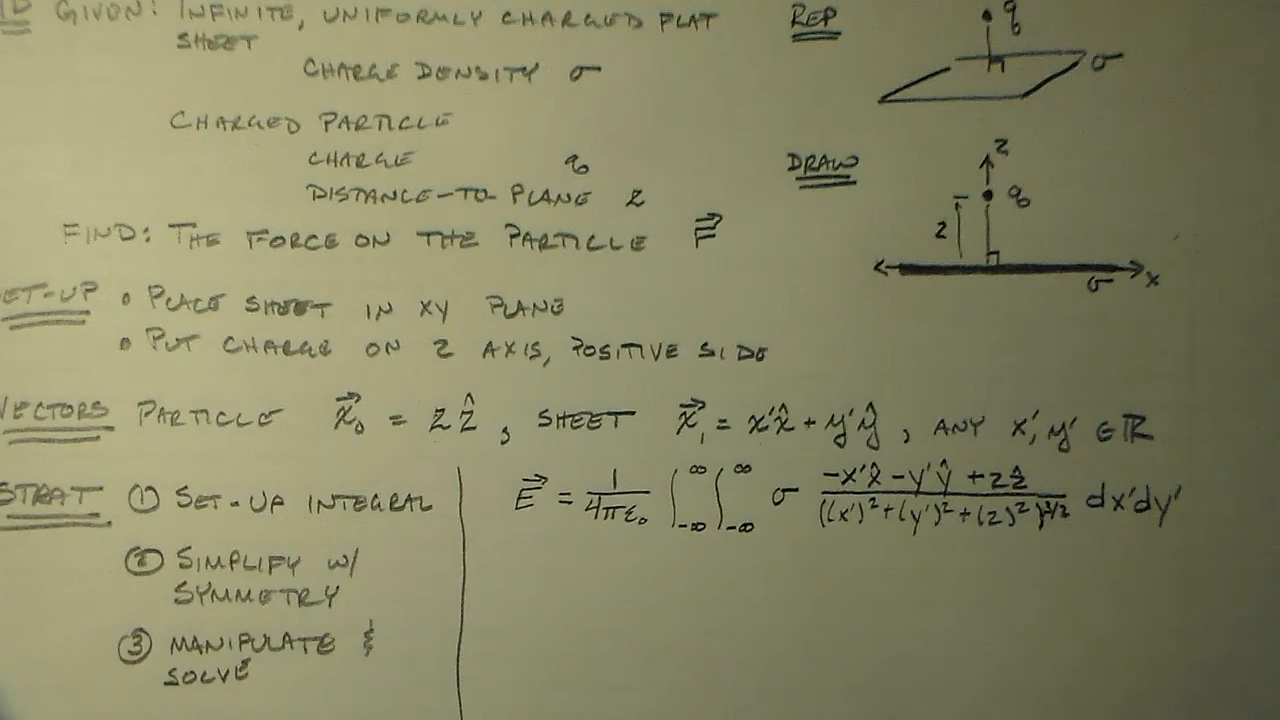 ID GIVEN: INFINITE, UNIFORMLY CHARGED FLAT
SHEET
CHARGE DENSITY σ
CHARGED PARTICLE
CHARGE q
DISTANCE-TO-PLANE z
FIND: THE FORCE ON THE PARTICLE F⃗
REP
q
σ
DRAW
z
q
z
σ x
SET-UP • PLACE SHEET IN XY PLANE
• PUT CHARGE ON Z AXIS, POSITIVE SIDE
VECTORS PARTICLE x⃗₀ = z ẑ, SHEET x⃗₁ = x'x̂ + y'ŷ, ANY x', y' ∈ ℝ
STRAT ① SET-UP INTEGRAL
② SIMPLIFY W/
SYMMETRY
③ MANIPULATE &
SOLVE
E⃗ = 1/4πε₀ ∫_{-∞}^{∞} ∫_{-∞}^{∞} σ (-x'x̂ - y'ŷ + zẑ)/((x')² + (y')² + (z)²)^{3/2} dx'dy'